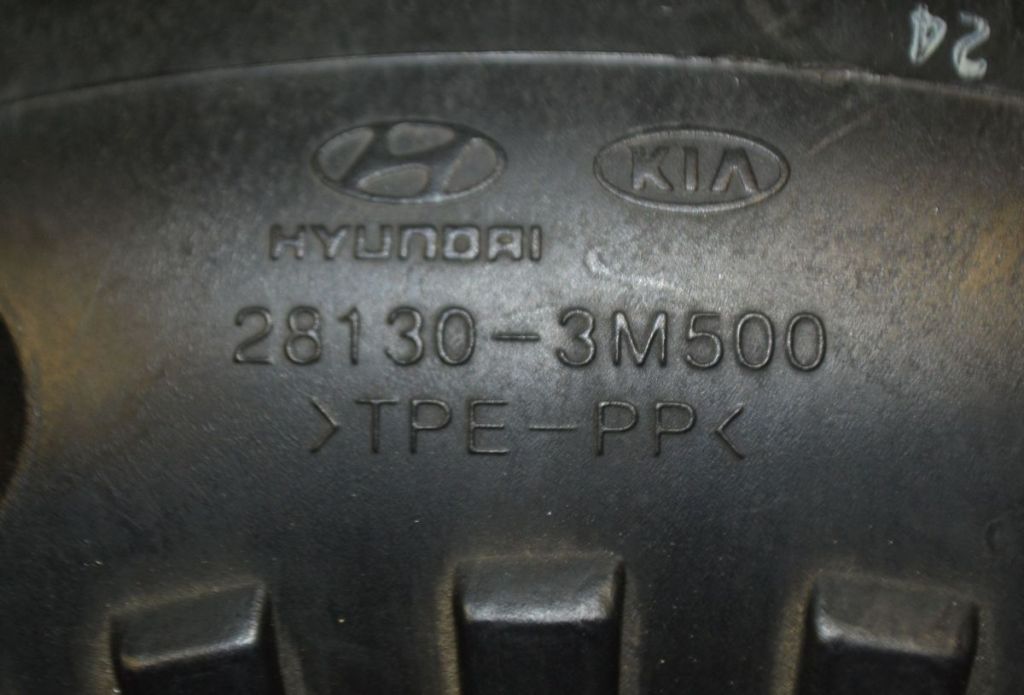 24
KIA
HYUNDAI
28130-3M500
>TPE-PP<